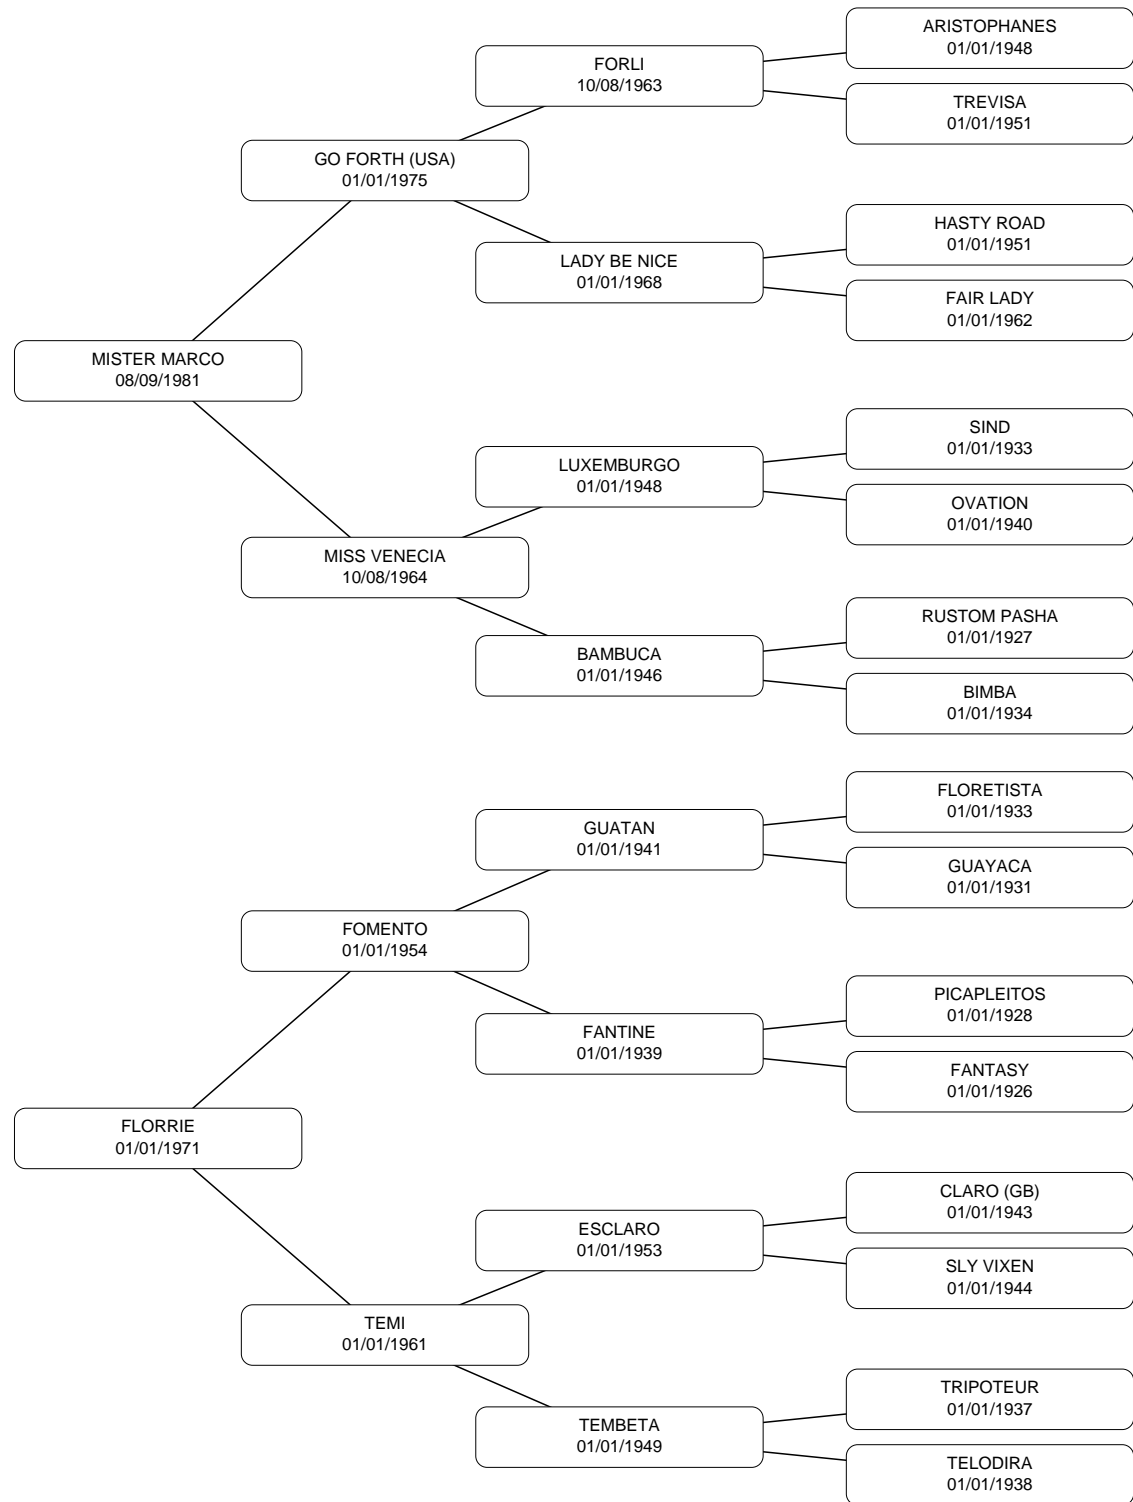 ARISTOPHANES
01/01/1948
FORLI
10/08/1963
TREVISA
01/01/1951
GO FORTH (USA)
01/01/1975
HASTY ROAD
01/01/1951
LADY BE NICE
01/01/1968
FAIR LADY
01/01/1962
MISTER MARCO
08/09/1981
SIND
01/01/1933
LUXEMBURGO
01/01/1948
OVATION
01/01/1940
MISS VENECIA
10/08/1964
RUSTOM PASHA
01/01/1927
BAMBUCA
01/01/1946
BIMBA
01/01/1934
FLORETISTA
01/01/1933
GUATAN
01/01/1941
GUAYACA
01/01/1931
FOMENTO
01/01/1954
PICAPLEITOS
01/01/1928
FANTINE
01/01/1939
FANTASY
01/01/1926
FLORRIE
01/01/1971
CLARO (GB)
01/01/1943
ESCLARO
01/01/1953
SLY VIXEN
01/01/1944
TEMI
01/01/1961
TRIPOTEUR
01/01/1937
TEMBETA
01/01/1949
TELODIRA
01/01/1938